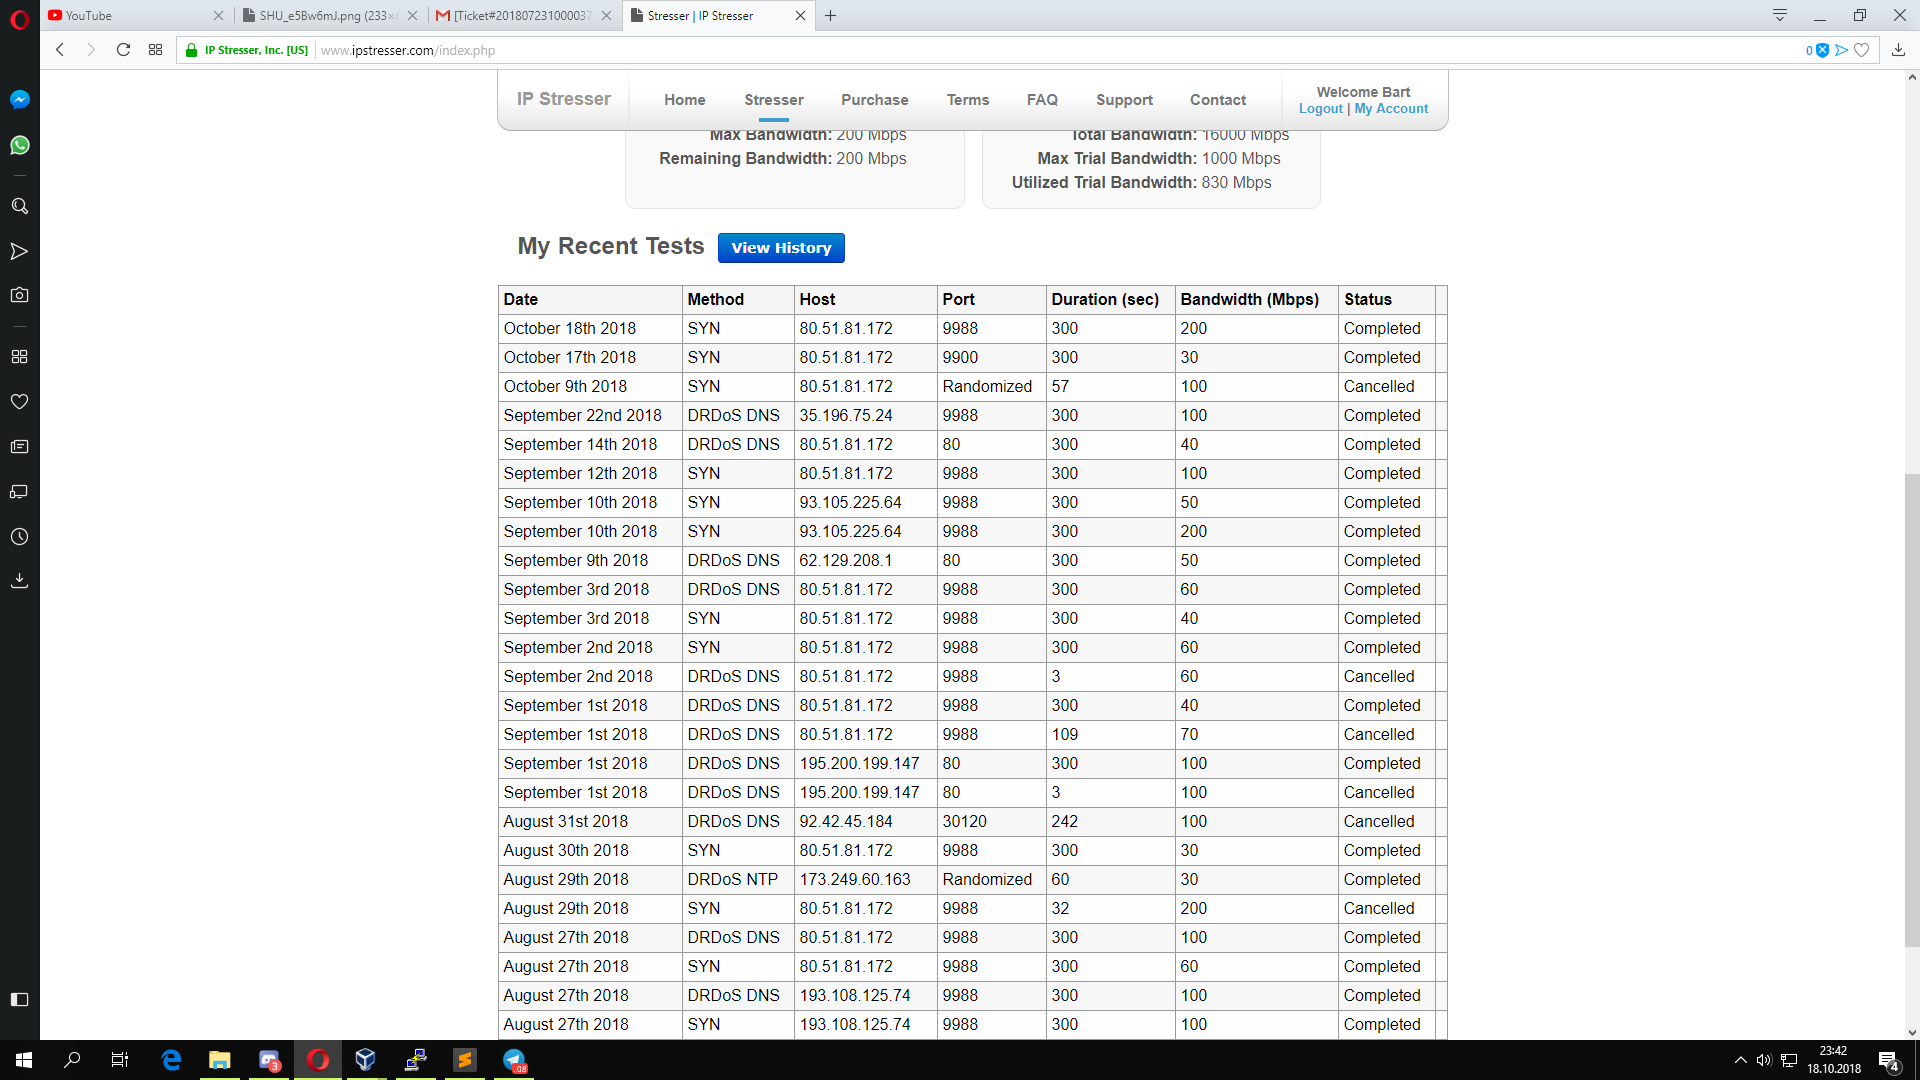 YouTube
SHU_e5Bw6mJ.png (233×
[Ticket#201807231000037
Stresser | IP Stresser
IP Stresser, Inc. [US]
www.ipstresser.com/index.php
0
IP Stresser
Home
Stresser
Purchase
Terms
FAQ
Support
Contact
Welcome Bart
Logout | My Account
Max Bandwidth: 200 Mbps
Remaining Bandwidth: 200 Mbps
Total Bandwidth: 16000 Mbps
Max Trial Bandwidth: 1000 Mbps
Utilized Trial Bandwidth: 830 Mbps
My Recent Tests
View History
Date Method Host Port Duration (sec) Bandwidth (Mbps) Status
October 18th 2018 SYN 80.51.81.172 9988 300 200 Completed
October 17th 2018 SYN 80.51.81.172 9900 300 30 Completed
October 9th 2018 SYN 80.51.81.172 Randomized 57 100 Cancelled
September 22nd 2018 DRDoS DNS 35.196.75.24 9988 300 100 Completed
September 14th 2018 DRDoS DNS 80.51.81.172 80 300 40 Completed
September 12th 2018 SYN 80.51.81.172 9988 300 100 Completed
September 10th 2018 SYN 93.105.225.64 9988 300 50 Completed
September 10th 2018 SYN 93.105.225.64 9988 300 200 Completed
September 9th 2018 DRDoS DNS 62.129.208.1 80 300 50 Completed
September 3rd 2018 DRDoS DNS 80.51.81.172 9988 300 60 Completed
September 3rd 2018 SYN 80.51.81.172 9988 300 40 Completed
September 2nd 2018 SYN 80.51.81.172 9988 300 60 Completed
September 2nd 2018 DRDoS DNS 80.51.81.172 9988 3 60 Cancelled
September 1st 2018 DRDoS DNS 80.51.81.172 9988 300 40 Completed
September 1st 2018 DRDoS DNS 80.51.81.172 9988 109 70 Cancelled
September 1st 2018 DRDoS DNS 195.200.199.147 80 300 100 Completed
September 1st 2018 DRDoS DNS 195.200.199.147 80 3 100 Cancelled
August 31st 2018 DRDoS DNS 92.42.45.184 30120 242 100 Cancelled
August 30th 2018 SYN 80.51.81.172 9988 300 30 Completed
August 29th 2018 DRDoS NTP 173.249.60.163 Randomized 60 30 Completed
August 29th 2018 SYN 80.51.81.172 9988 32 200 Cancelled
August 27th 2018 DRDoS DNS 80.51.81.172 9988 300 100 Completed
August 27th 2018 SYN 80.51.81.172 9988 300 60 Completed
August 27th 2018 DRDoS DNS 193.108.125.74 9988 300 100 Completed
August 27th 2018 SYN 193.108.125.74 9988 300 100 Completed
3
.08
23:42
18.10.2018
4